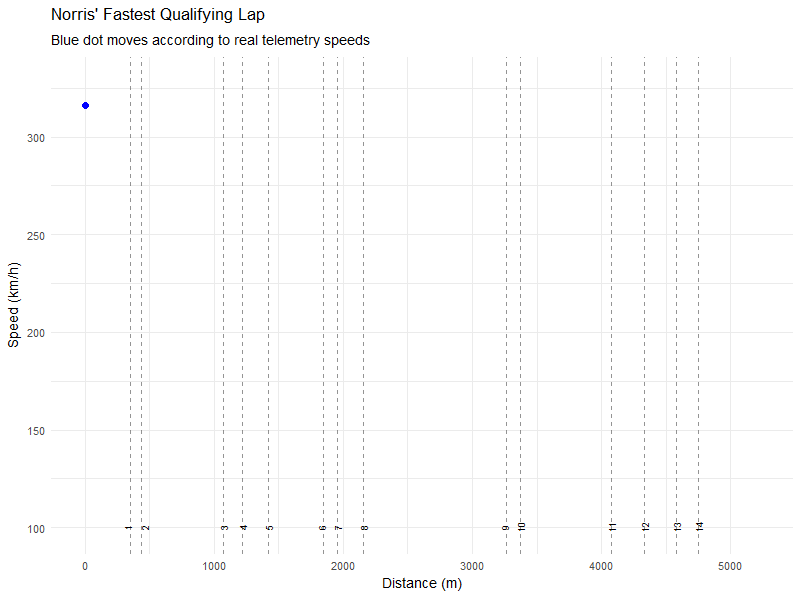 Norris' Fastest Qualifying Lap
Blue dot moves according to real telemetry speeds
Speed (km/h)
300
250
200
150
100
1 2 3 4 5 6 7 8 9 10 11 12 13 14
0 1000 2000 3000 4000 5000
Distance (m)